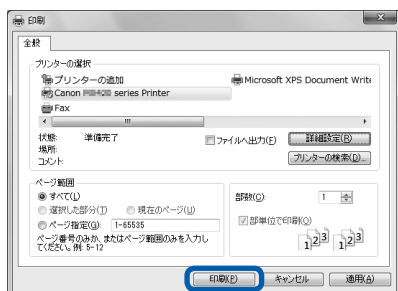 印刷
全般
プリンターの選択
プリンターの追加
Microsoft XPS Document Write
Canon series Printer
Fax
状態: 準備完了
ファイルへ出力(F)
詳細設定(R)
場所:
コメント:
プリンターの検索(D)...
ページ範囲
すべて(L)
選択した部分(T)
現在のページ(U)
ページ指定(G): 1-65535
ページ番号のみか、またはページ範囲のみを入力し
てください。例: 5-12
部数(C): 1
部単位で印刷(O)
1 2 3 1 2 3
印刷(P)
キャンセル
適用(A)